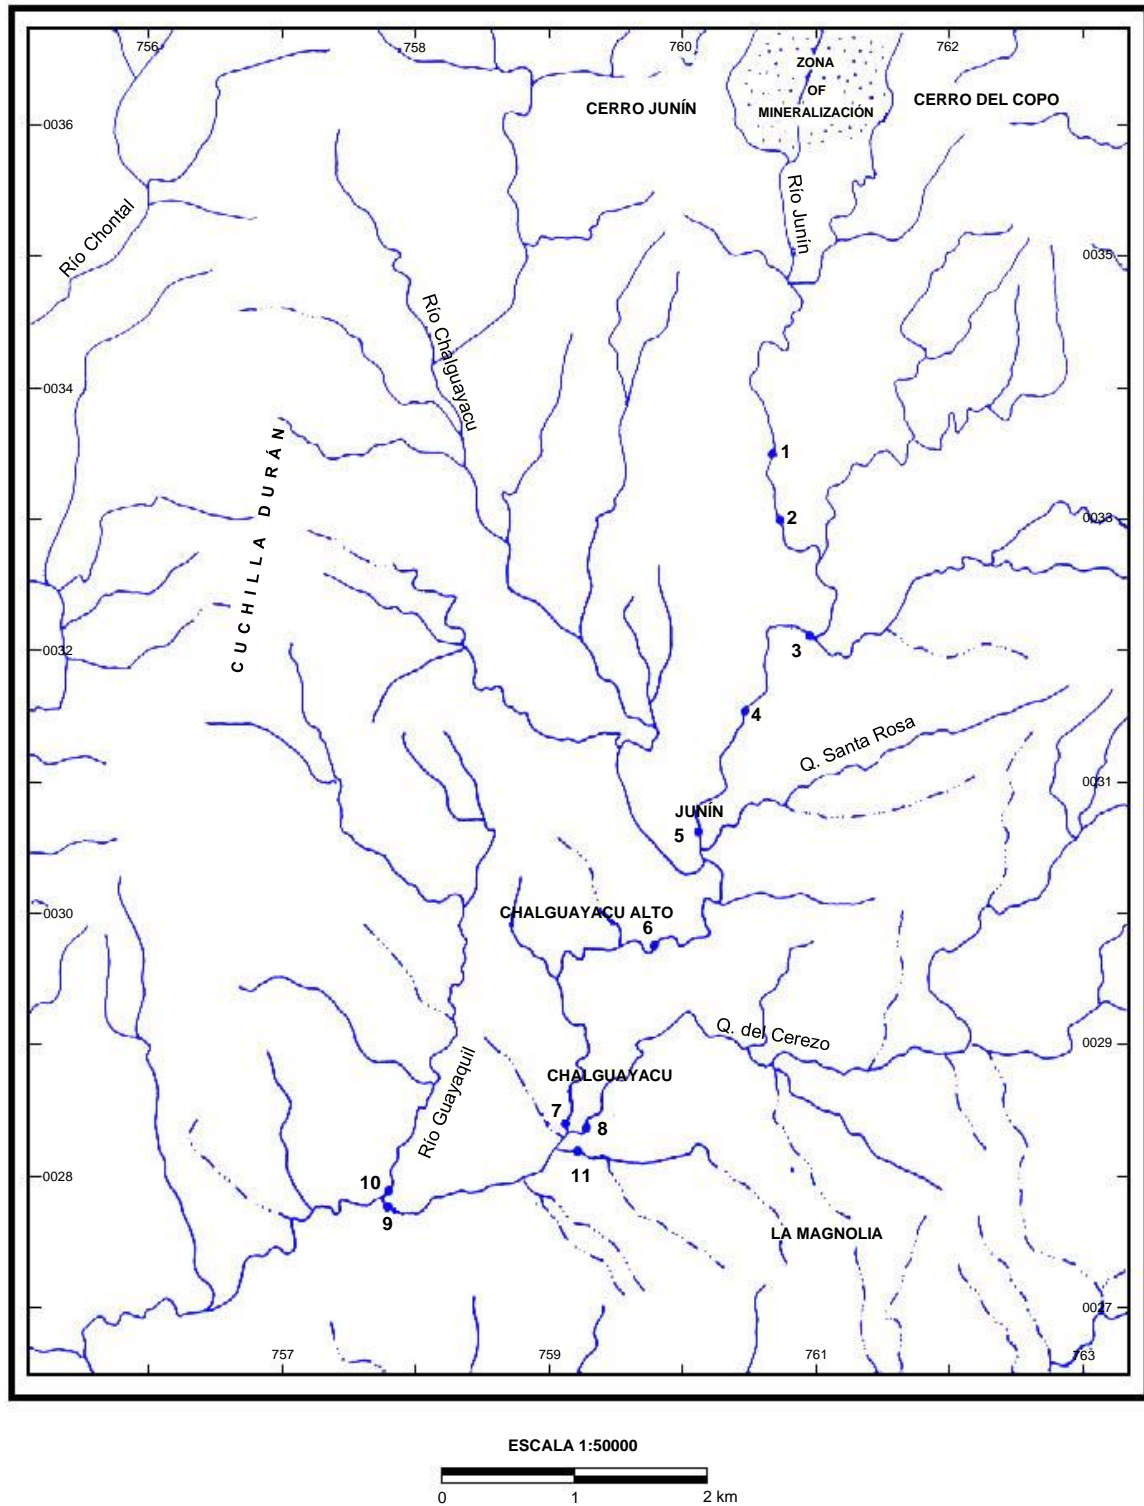 756
758
760
762
ZONA
OF
MINERALIZACIÓN
CERRO JUNÍN
CERRO DEL COPO
0036
Río Junín
Río Chontal
0035
Río Chalguayacu
0034
CUCHILLA DURÁN
1
2
0033
3
0032
4
Q. Santa Rosa
0031
JUNÍN
5
0030
CHALGUAYACU ALTO
6
Q. del Cerezo
0029
Río Guayaquil
CHALGUAYACU
7
8
11
0028
10
9
LA MAGNOLIA
0027
757
759
761
763
ESCALA 1:50000
0
1
2 km